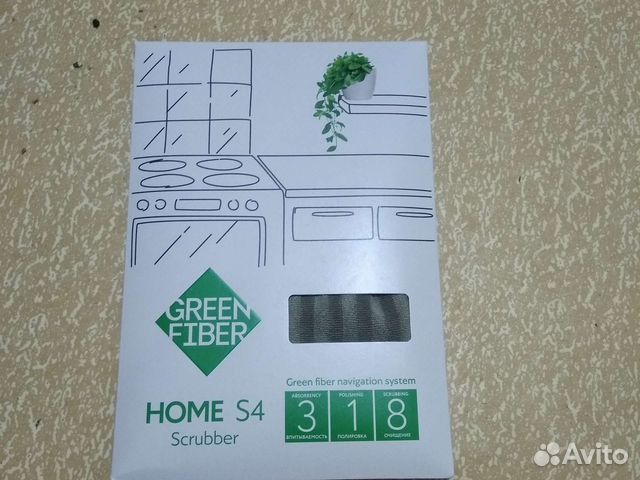 GREEN
FIBER
HOME S4
Scrubber
Green fiber navigation system
ABSORBENCY
3
ВПИТЫВАЕМОСТЬ
POLISHING
1
ПОЛИРОВКА
SCRUBBING
8
ОЧИЩЕНИЕ
Avito